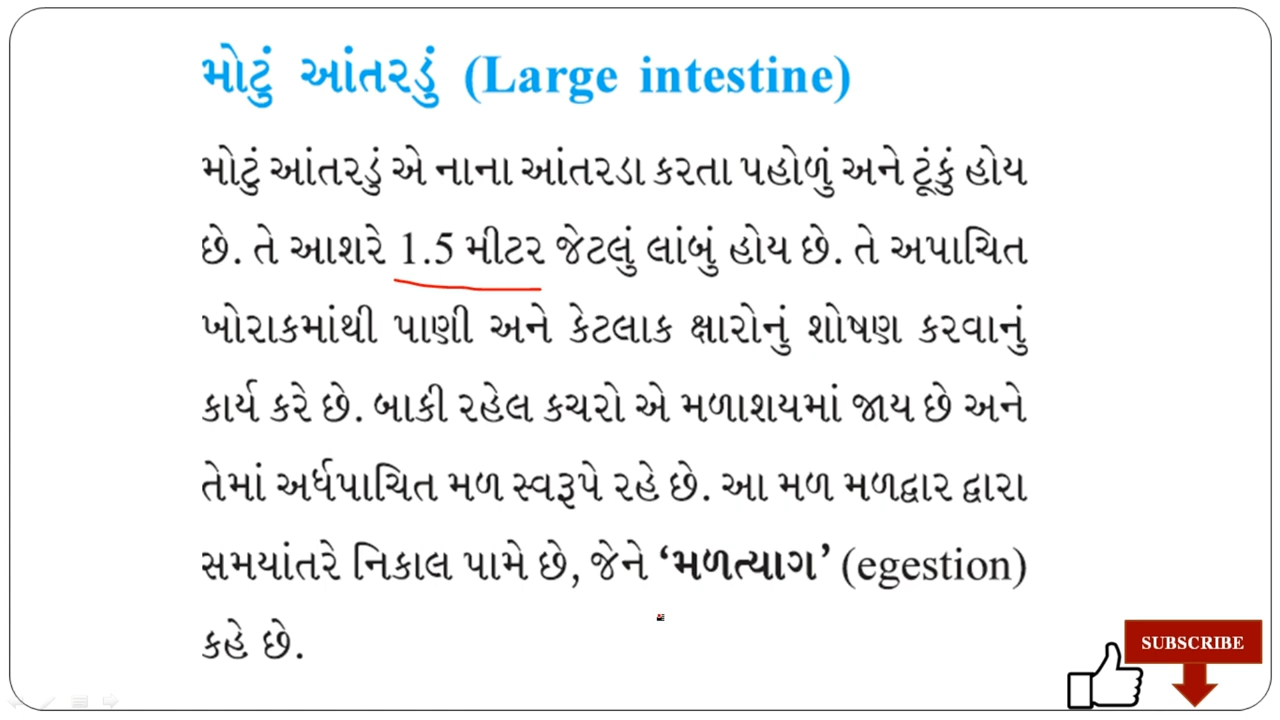 મોટું આંતરડું (Large intestine)
મોટું આંતરડું એ નાના આંતરડા કરતા પહોળું અને ટૂંકું હોય
છે. તે આશરે 1.5 મીટર જેટલું લાંબું હોય છે. તે અપાચિત
ખોરાકમાંથી પાણી અને કેટલાક ક્ષારોનું શોષણ કરવાનું
કાર્ય કરે છે. બાકી રહેલ કચરો એ મળાશયમાં જાય છે અને
તેમાં અર્ધપાચિત મળ સ્વરૂપે રહે છે. આ મળ મળદ્વાર દ્વારા
સમયાંતરે નિકાલ પામે છે, જેને ‘મળત્યાગ’ (egestion)
કહે છે.
SUBSCRIBE